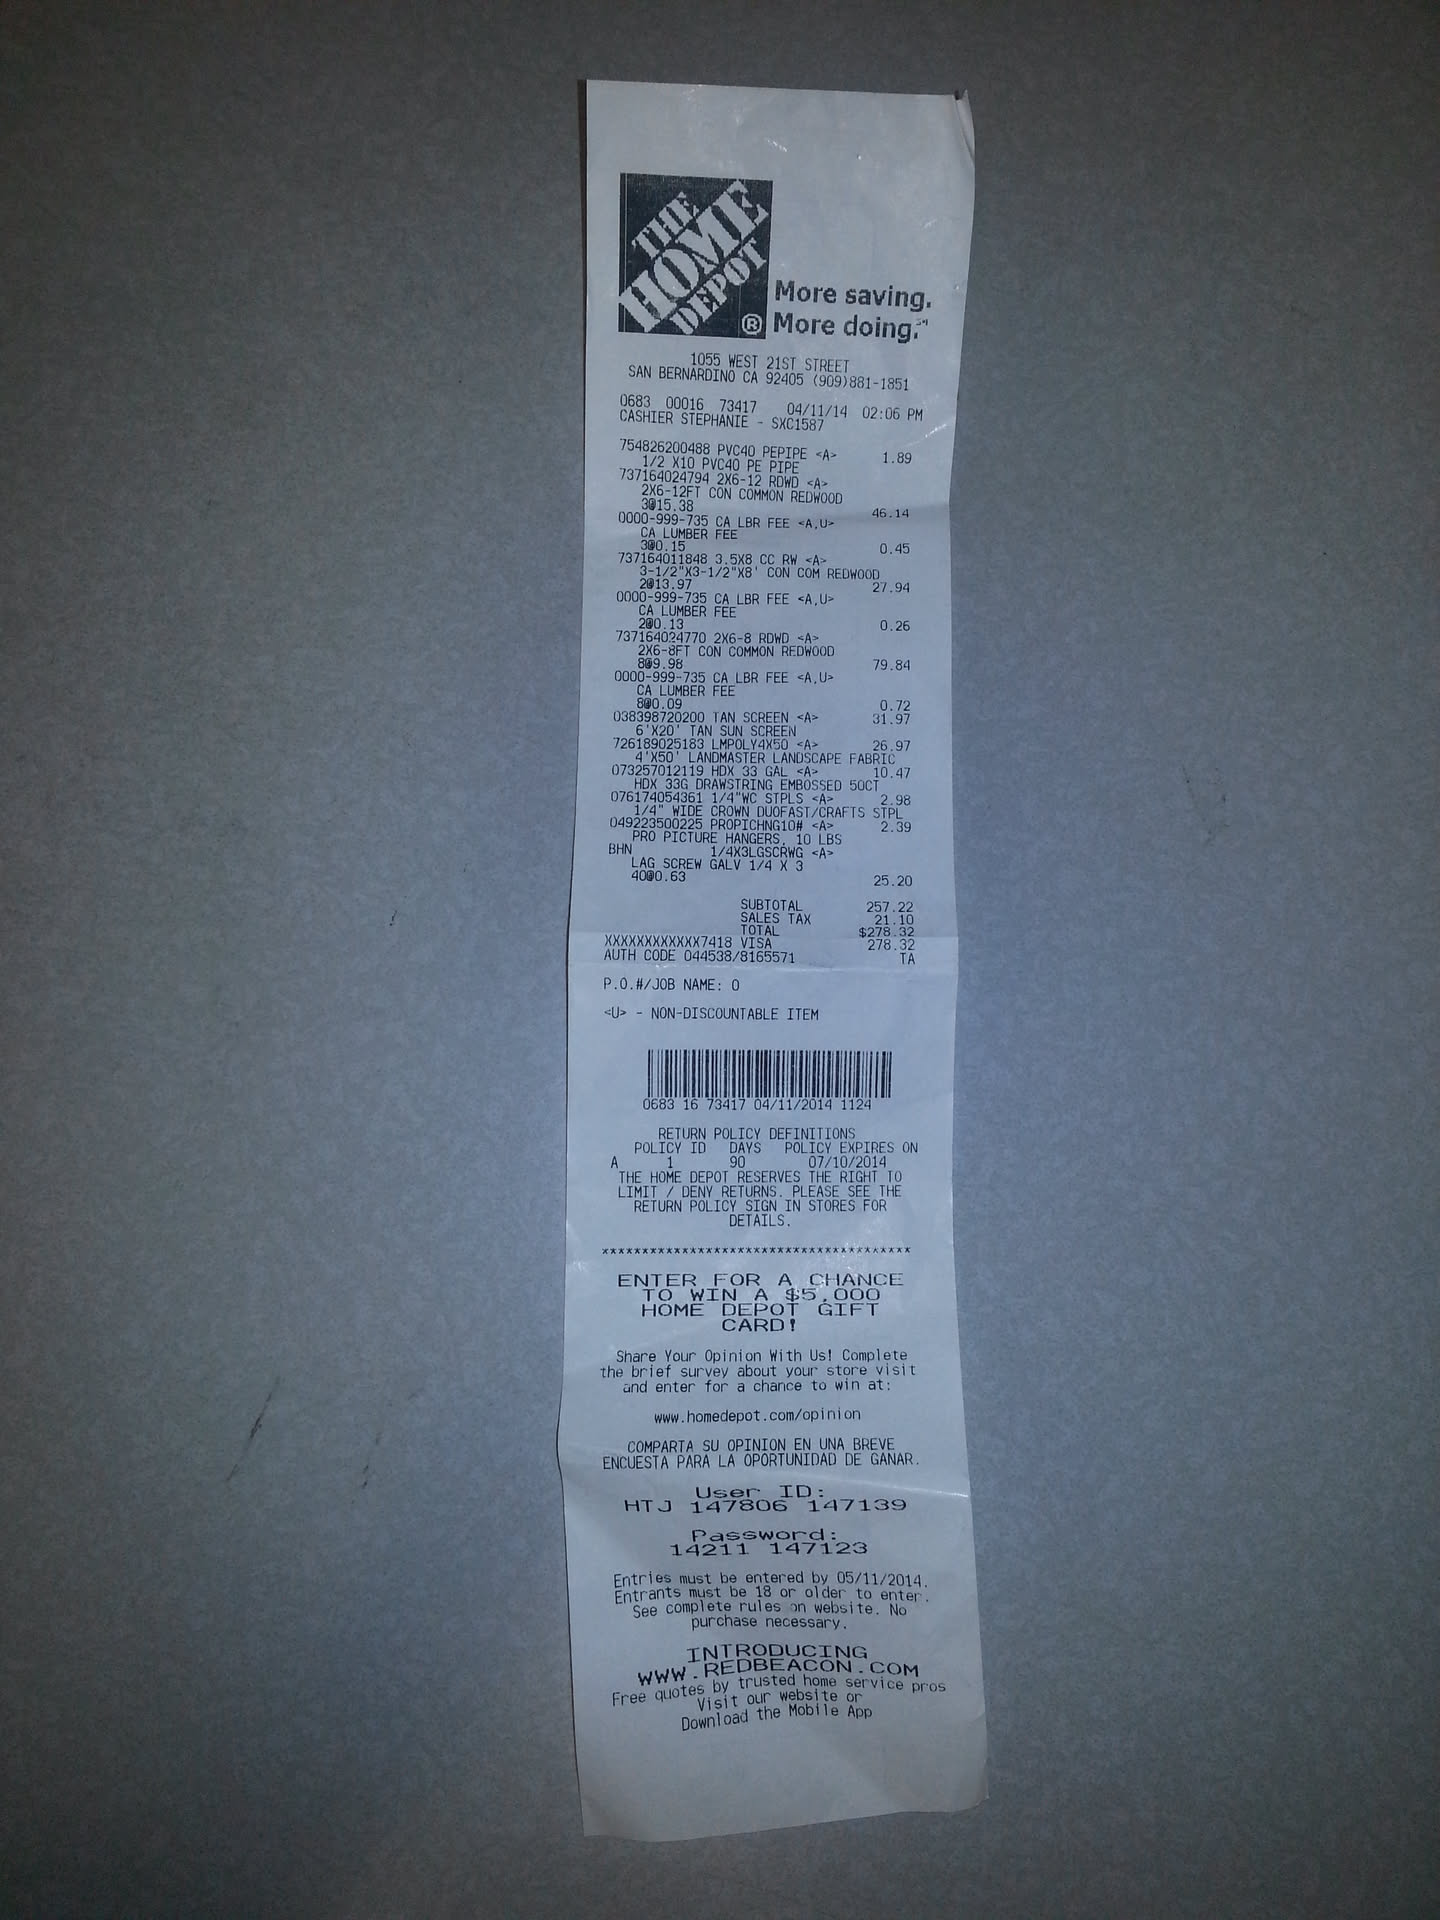 THE
HOME
DEPOT
®
More saving.
More doing.℠
1055 WEST 21ST STREET
SAN BERNARDINO CA 92405 (909)881-1851
0683 00016 73417 04/11/14 02:06 PM
CASHIER STEPHANIE - SXC1587
754826200488 PVC40 PEPIPE <A> 1.89
1/2 X10 PVC40 PE PIPE
737164024794 2X6-12 RDWD <A>
2X6-12FT CON COMMON REDWOOD
3@15.38 46.14
0000-999-735 CA LBR FEE <A,U>
CA LUMBER FEE
3@0.15 0.45
737164011848 3.5X8 CC RW <A>
3-1/2"X3-1/2"X8' CON COM REDWOOD
2@13.97 27.94
0000-999-735 CA LBR FEE <A,U>
CA LUMBER FEE
2@0.13 0.26
737164024770 2X6-8 RDWD <A>
2X6-8FT CON COMMON REDWOOD
8@9.98 79.84
0000-999-735 CA LBR FEE <A,U>
CA LUMBER FEE
8@0.09 0.72
038398720200 TAN SCREEN <A> 31.97
6'X20' TAN SUN SCREEN
726189025183 LMPOLY4X50 <A> 26.97
4'X50' LANDMASTER LANDSCAPE FABRIC
073257012119 HDX 33 GAL <A> 10.47
HDX 33G DRAWSTRING EMBOSSED 50CT
076174054361 1/4"WC STPLS <A> 2.98
1/4" WIDE CROWN DUOFAST/CRAFTS STPL
049223500225 PROPICHNG10# <A> 2.39
PRO PICTURE HANGERS, 10 LBS
BHN 1/4X3LGSCRWG <A>
LAG SCREW GALV 1/4 X 3
40@0.63 25.20
SUBTOTAL 257.22
SALES TAX 21.10
TOTAL $278.32
XXXXXXXXXXXX7418 VISA 278.32
AUTH CODE 044538/8165571 TA
P.O.#/JOB NAME: 0
<U> - NON-DISCOUNTABLE ITEM
0683 16 73417 04/11/2014 1124
RETURN POLICY DEFINITIONS
POLICY ID DAYS POLICY EXPIRES ON
A 1 90 07/10/2014
THE HOME DEPOT RESERVES THE RIGHT TO
LIMIT / DENY RETURNS. PLEASE SEE THE
RETURN POLICY SIGN IN STORES FOR
DETAILS.
***************************************
ENTER FOR A CHANCE
TO WIN A $5,000
HOME DEPOT GIFT
CARD!
Share Your Opinion With Us! Complete
the brief survey about your store visit
and enter for a chance to win at:
www.homedepot.com/opinion
COMPARTA SU OPINION EN UNA BREVE
ENCUESTA PARA LA OPORTUNIDAD DE GANAR.
User ID:
HTJ 147806 147139
Password:
14211 147123
Entries must be entered by 05/11/2014.
Entrants must be 18 or older to enter.
See complete rules on website. No
purchase necessary.
INTRODUCING
WWW.REDBEACON.COM
Free quotes by trusted home service pros
Visit our website or
Download the Mobile App